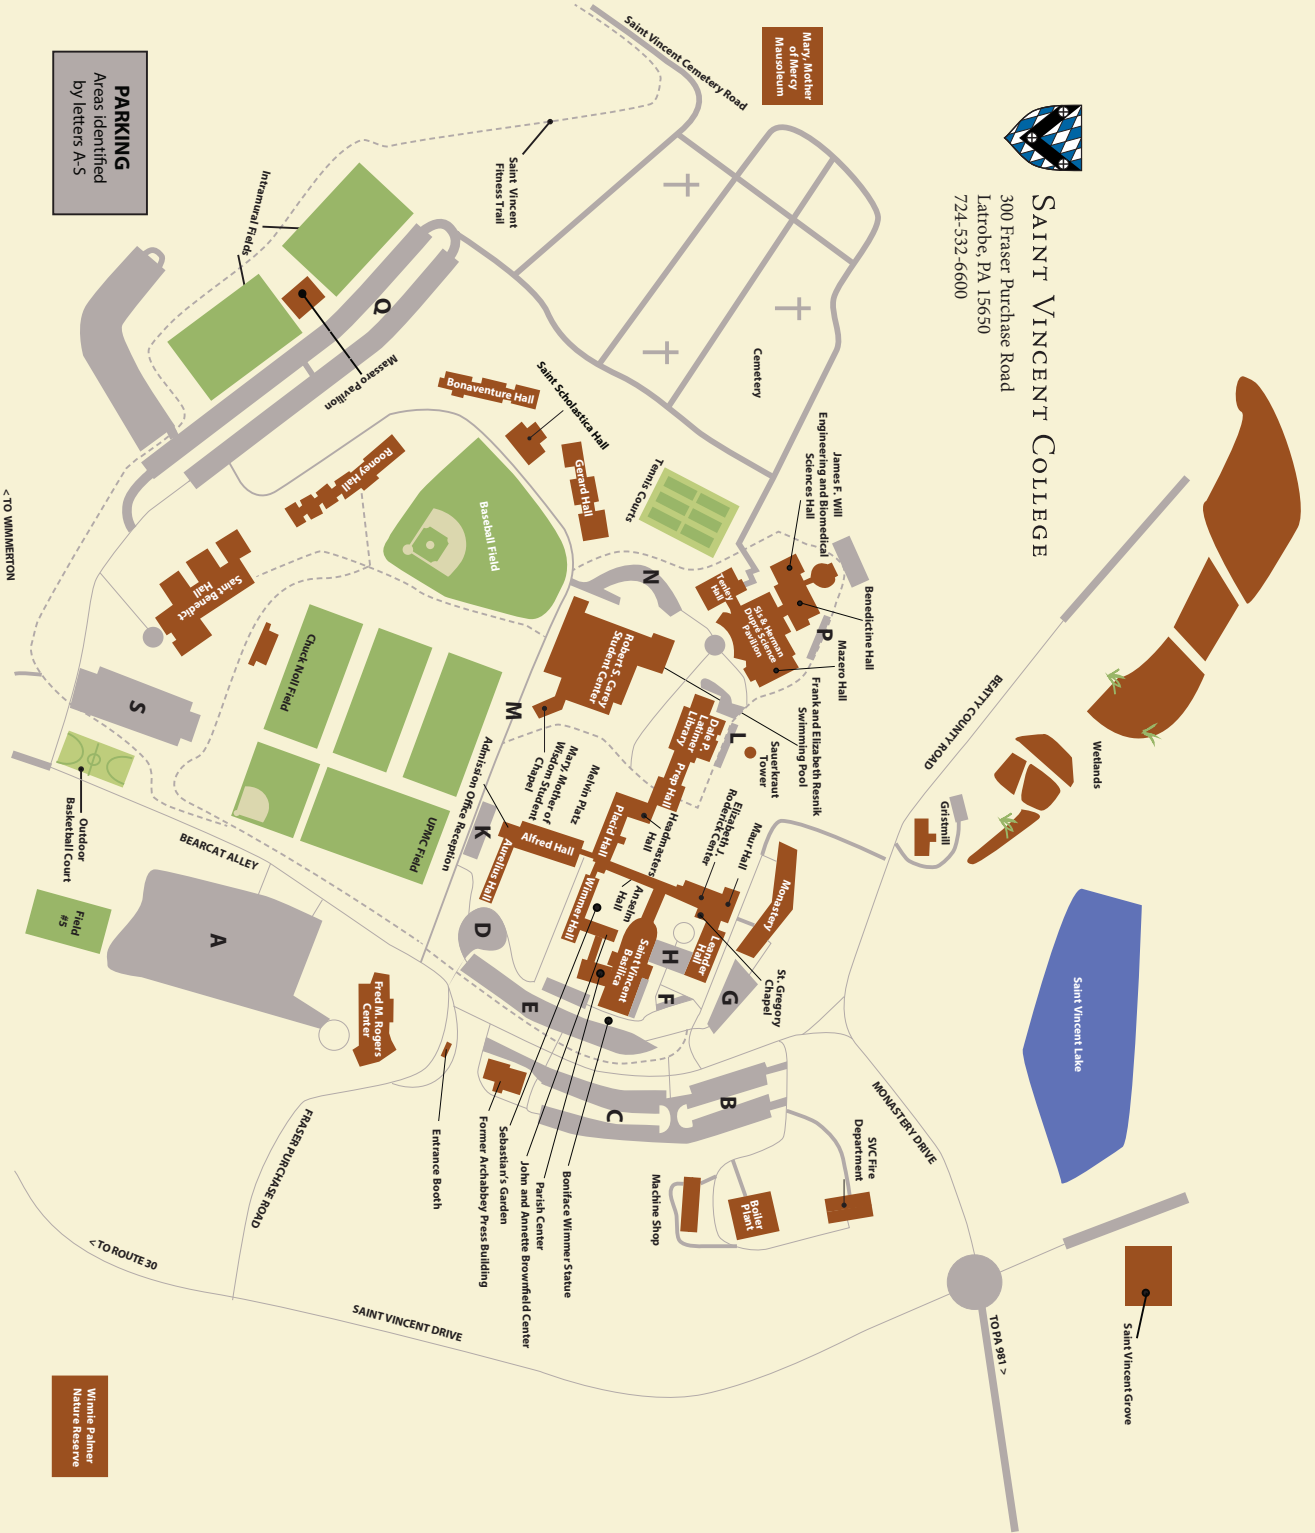 SAINT VINCENT COLLEGE
300 Fraser Purchase Road
Latrobe, PA 15650
724-532-6600
Mary, Mother
of Mercy
Mausoleum
Saint Vincent Cemetery Road
Saint Vincent
Fitness Trail
PARKING
Areas identified
by letters A-S
Intramural Fields
Q
Massaro Pavilion
Cemetery
Bonaventure Hall
Saint Scholastica Hall
Gerard Hall
Rooney Hall
Tennis Courts
Baseball Field
James F. Will
Engineering and Biomedical
Sciences Hall
Benedictine Hall
Tenley
Hall
Sis & Herman
Dupré Science
Pavilion
P
Mazero Hall
N
< TO WIMMERTON
Saint Benedict
Hall
Chuck Noll Field
Robert S. Carey
Student Center
M
Frank and Elizabeth Resnik
Swimming Pool
Dale P.
Latimer
Library
L
Sauerkraut
Tower
Prep Hall
S
Outdoor
Basketball Court
BEARCAT ALLEY
UPMC Field
Admission Office Reception
Mary, Mother of
Wisdom Student
Chapel
Melvin Platz
Placid Hall
Headmasters
Hall
Elizabeth J.
Roderick Center
Maur Hall
Monastery
K
Alfred Hall
Aurelius Hall
Wimmer Hall
Anselm
Hall
Saint Vincent
Basilica
Leander
Hall
St. Gregory
Chapel
H
G
F
E
D
Field
#5
A
Fred M. Rogers
Center
Entrance Booth
Former Archabbey Press Building
Sebastian's Garden
John and Annette Brownfield Center
Parish Center
Boniface Wimmer Statue
C
B
Machine Shop
Boiler
Plant
SVC Fire
Department
MONASTERY DRIVE
BEATTY COUNTY ROAD
Wetlands
Gristmill
Saint Vincent Lake
Saint Vincent Grove
TO PA 981 >
FRASER PURCHASE ROAD
< TO ROUTE 30
SAINT VINCENT DRIVE
Winnie Palmer
Nature Reserve